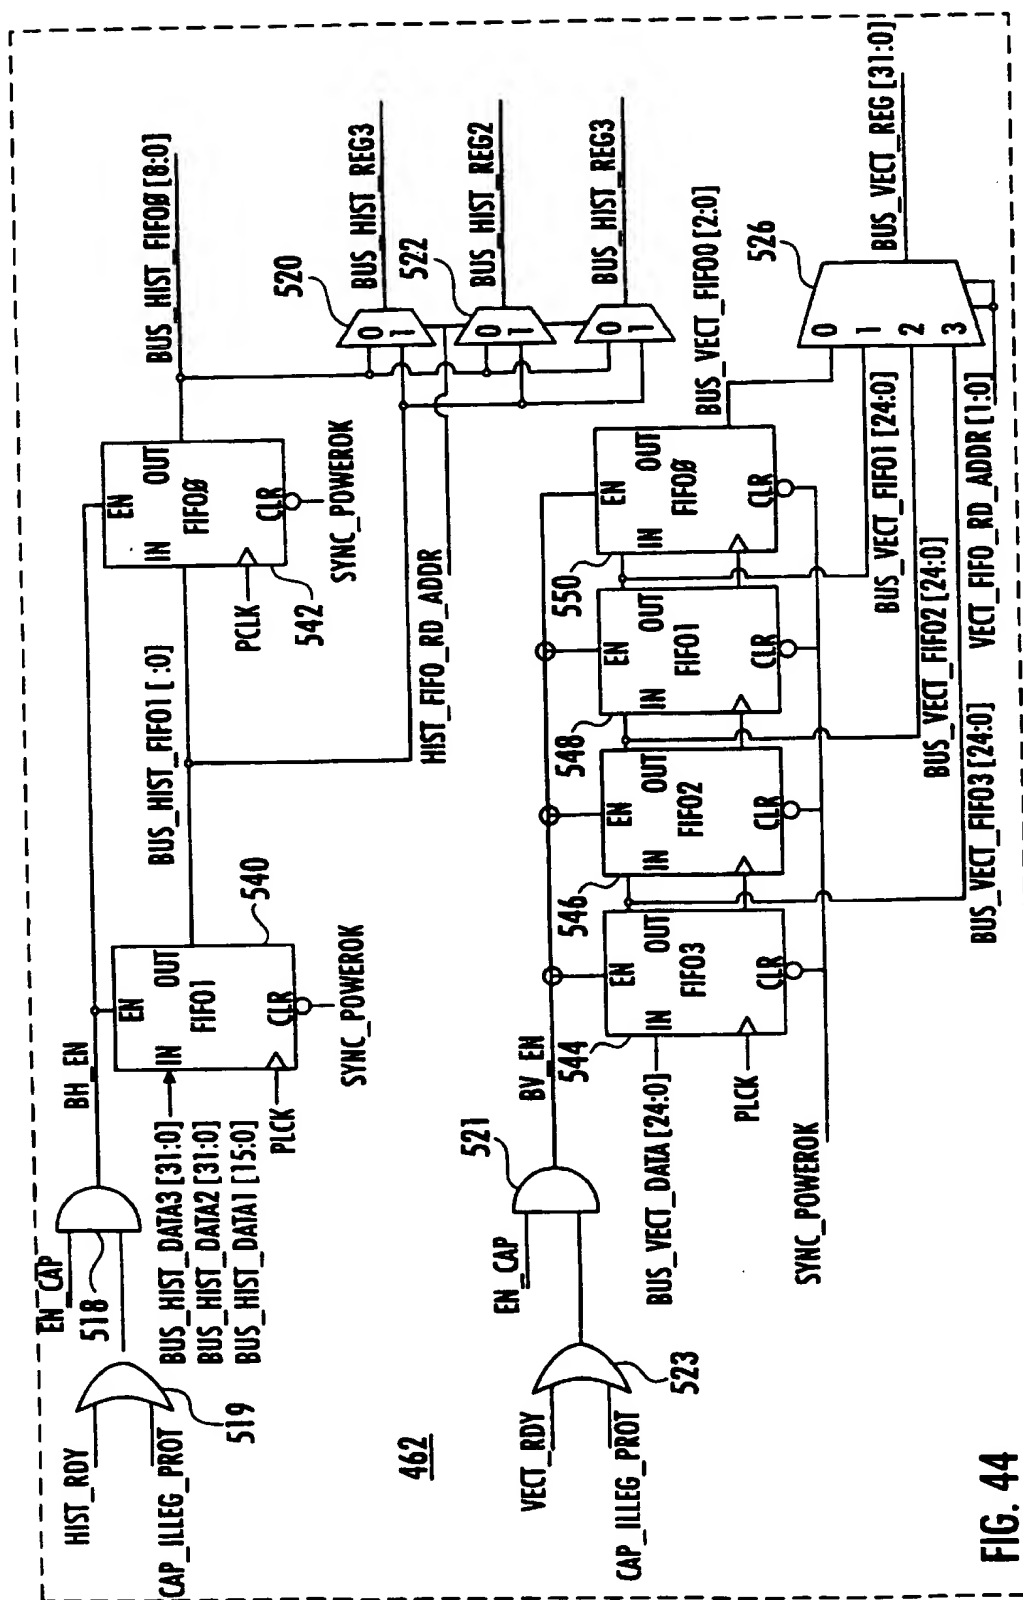 HIST_RDY
CAP_ILLEG_PROT
519
EN_CAP
518
BH_EN
BUS_HIST_DATA3 [31:0]
BUS_HIST_DATA2 [31:0]
BUS_HIST_DATA1 [15:0]
PLCK
EN
IN
OUT
FIFO1
CLR
540
SYNC_POWEROK
BUS_HIST_FIFO1 [ :0]
EN
IN
OUT
FIFOØ
CLR
PCLK
542
SYNC_POWEROK
HIST_FIFO_RD_ADDR
BUS_HIST_FIFOØ [8:0]
520
0
1
BUS_HIST_REG3
522
0
1
BUS_HIST_REG2
0
1
BUS_HIST_REG3
462
VECT_RDY
CAP_ILLEG_PROT
523
EN_CAP
521
BV_EN
BUS_VECT_DATA [24:0]
PLCK
SYNC_POWEROK
544
EN
IN
OUT
FIFO3
CLR
546
EN
IN
OUT
FIFO2
CLR
548
EN
IN
OUT
FIFO1
CLR
550
EN
IN
OUT
FIFOØ
CLR
BUS_VECT_FIFO0 [2:0]
BUS_VECT_FIFO1 [24:0]
BUS_VECT_FIFO2 [24:0]
BUS_VECT_FIFO3 [24:0]
VECT_FIFO_RD_ADDR [1:0]
0
1
2
3
526
BUS_VECT_REG [31:0]
FIG. 44